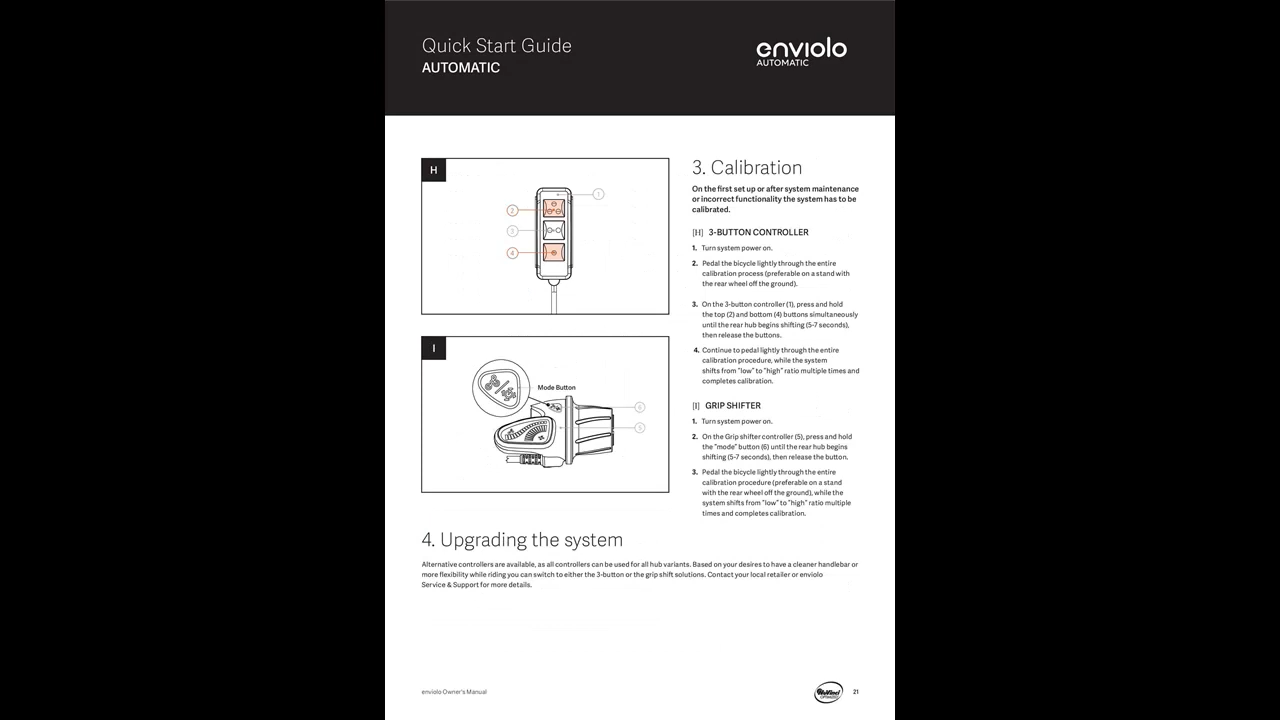 Quick Start Guide
AUTOMATIC
enviolo
AUTOMATIC
H
1
2
3
4
I
Mode Button
6
5
3. Calibration
On the first set up or after system maintenance
or incorrect functionality the system has to be
calibrated.
[H] 3-BUTTON CONTROLLER
1. Turn system power on.
2. Pedal the bicycle lightly through the entire
calibration process (preferable on a stand with
the rear wheel off the ground).
3. On the 3-button controller (1), press and hold
the top (2) and bottom (4) buttons simultaneously
until the rear hub begins shifting (5-7 seconds),
then release the buttons.
4. Continue to pedal lightly through the entire
calibration procedure, while the system
shifts from "low" to "high" ratio multiple times and
completes calibration.
[I] GRIP SHIFTER
1. Turn system power on.
2. On the Grip shifter controller (5), press and hold
the "mode" button (6) until the rear hub begins
shifting (5-7 seconds), then release the button.
3. Pedal the bicycle lightly through the entire
calibration procedure (preferable on a stand
with the rear wheel off the ground), while the
system shifts from "low" to "high" ratio multiple
times and completes calibration.
4. Upgrading the system
Alternative controllers are available, as all controllers can be used for all hub variants. Based on your desires to have a cleaner handlebar or
more flexibility while riding you can switch to either the 3-button or the grip shift solutions. Contact your local retailer or enviolo
Service & Support for more details.
enviolo Owner's Manual
NuVinci
OPTIMIZED
21